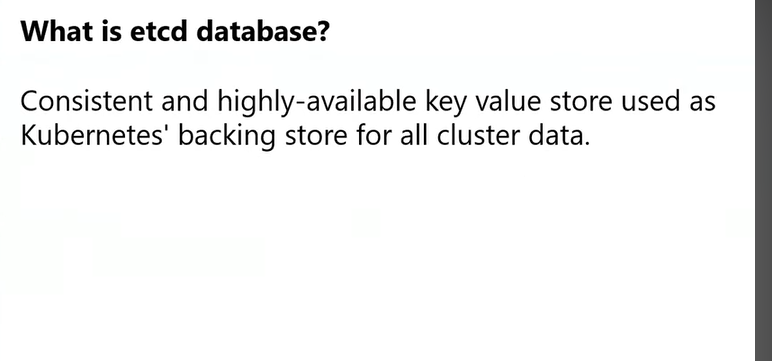 What is etcd database?
Consistent and highly-available key value store used as
Kubernetes' backing store for all cluster data.